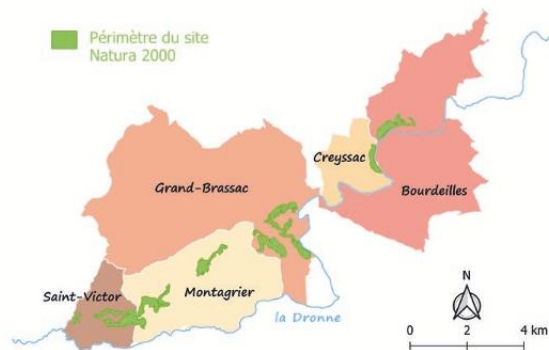 Périmètre du site
Natura 2000
Creyssac
Grand-Brassac
Bourdeilles
Saint-Victor
Montagrier
la Dronne
N
0 2 4 km